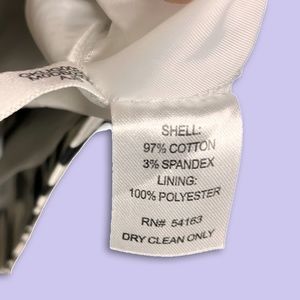 SHELL:
97% COTTON
3% SPANDEX
LINING:
100% POLYESTER
RN# 54163
DRY CLEAN ONLY